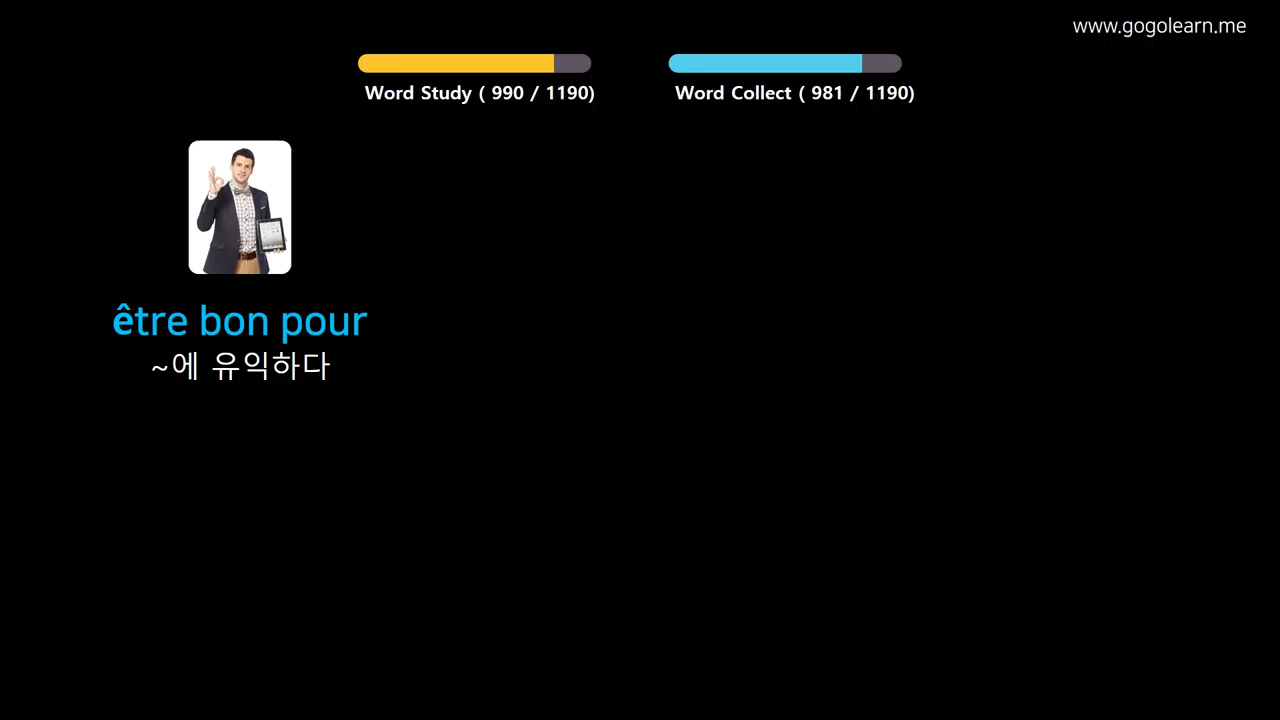 www.gogolearn.me
Word Study ( 990 / 1190)
Word Collect ( 981 / 1190)
être bon pour
~에 유익하다